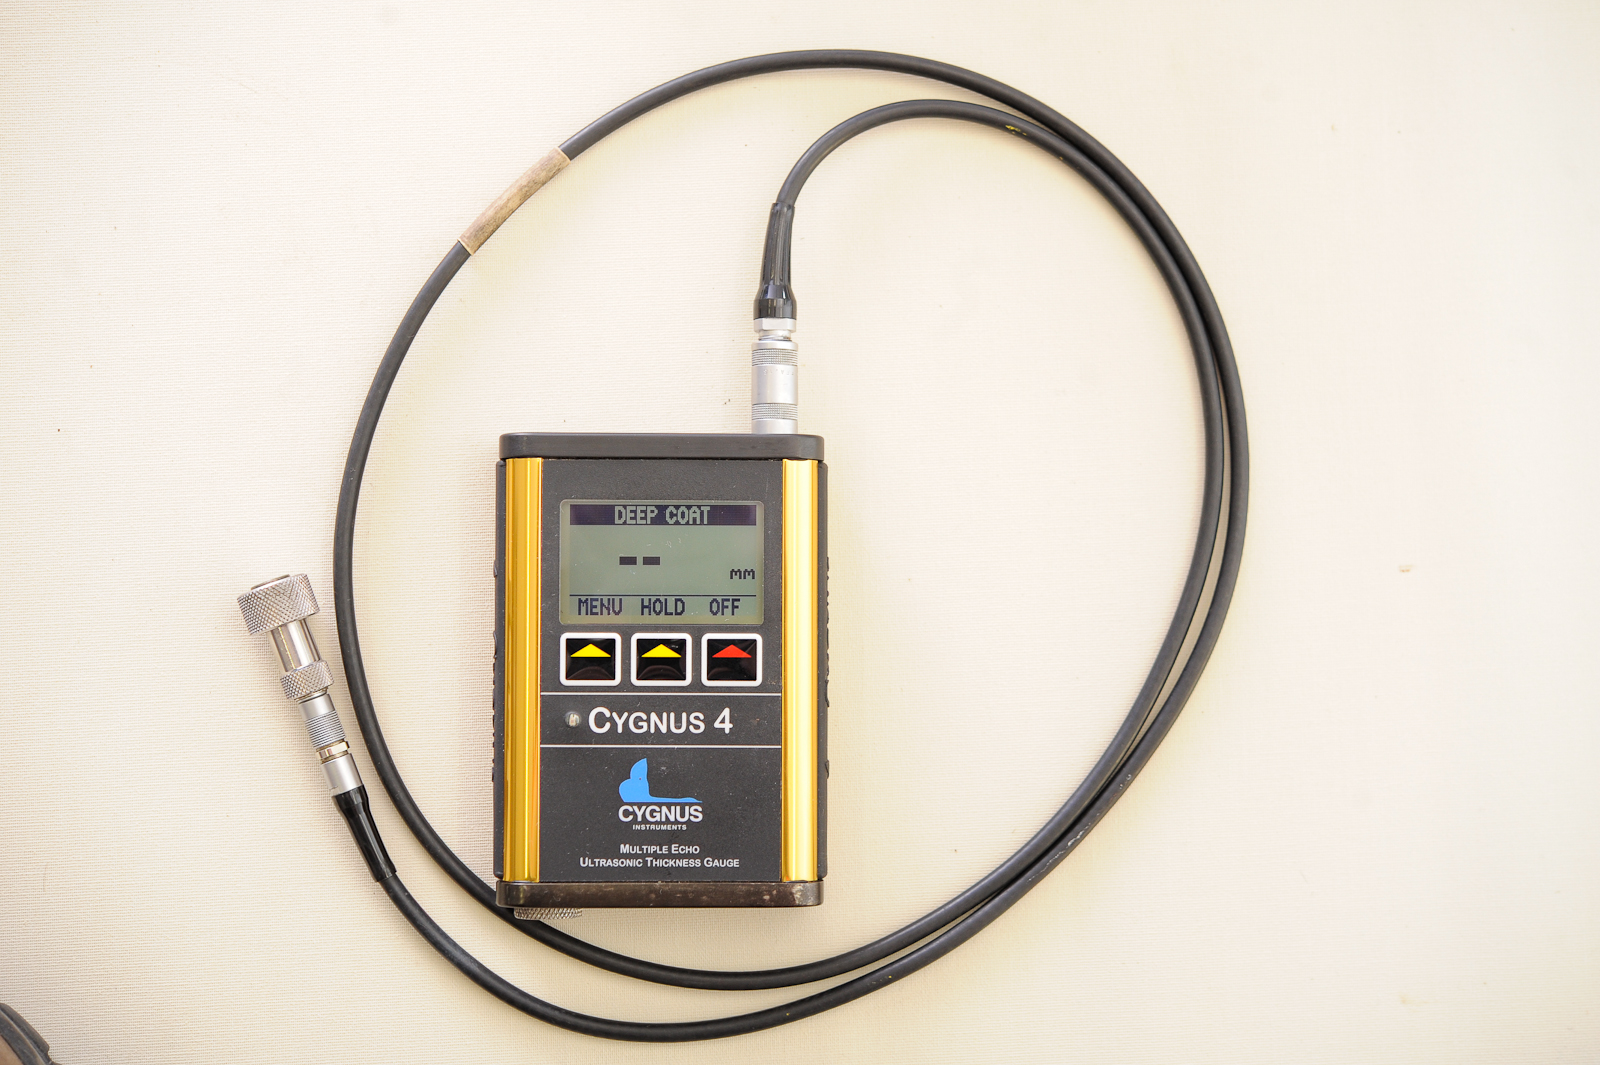 DEEP COAT
--
mm
MENU HOLD OFF
CYGNUS 4
CYGNUS
INSTRUMENTS
MULTIPLE ECHO
ULTRASONIC THICKNESS GAUGE